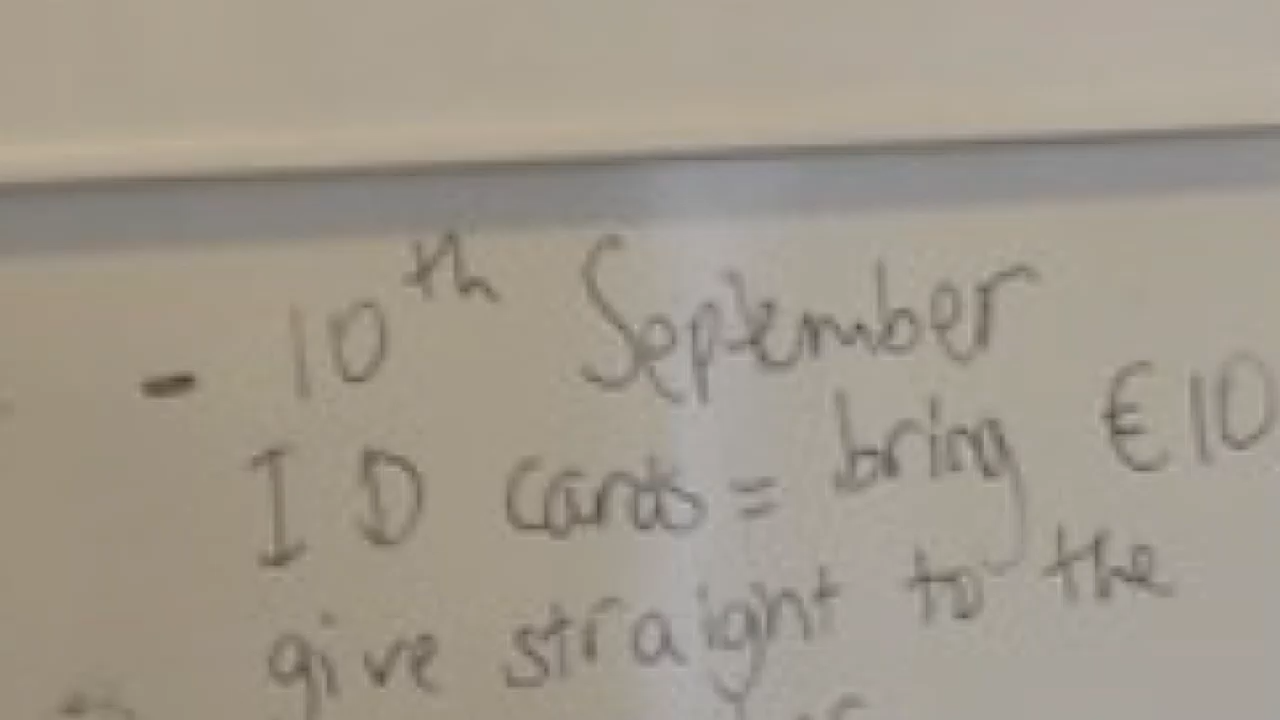 - 10th September
I D cards = bring €10
give straight to the